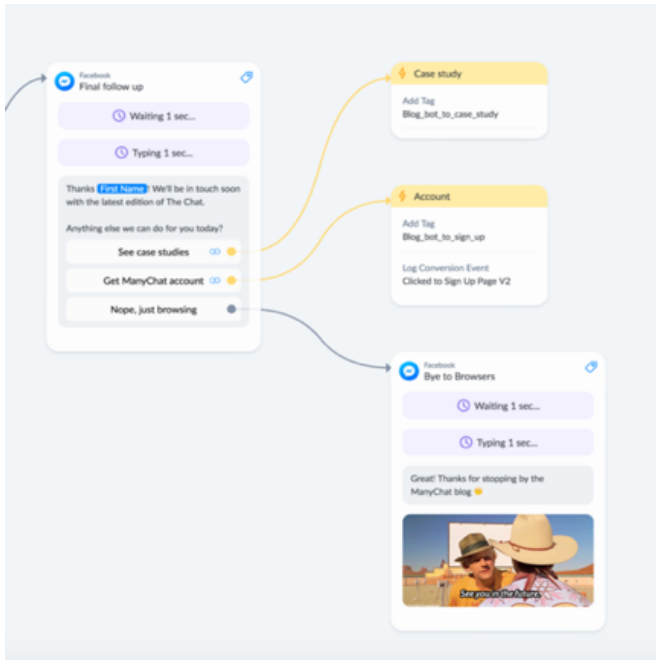 Facebook
Final follow up
Waiting 1 sec...
Typing 1 sec...
Thanks First Name ! We'll be in touch soon
with the latest edition of The Chat.
Anything else we can do for you today?
See case studies
Get ManyChat account
Nope, just browsing
Case study
Add Tag
Blog_bot_to_case_study
Account
Add Tag
Blog_bot_to_sign_up
Log Conversion Event
Clicked to Sign Up Page V2
Facebook
Bye to Browsers
Waiting 1 sec...
Typing 1 sec...
Great! Thanks for stopping by the
ManyChat blog
See you in the future.